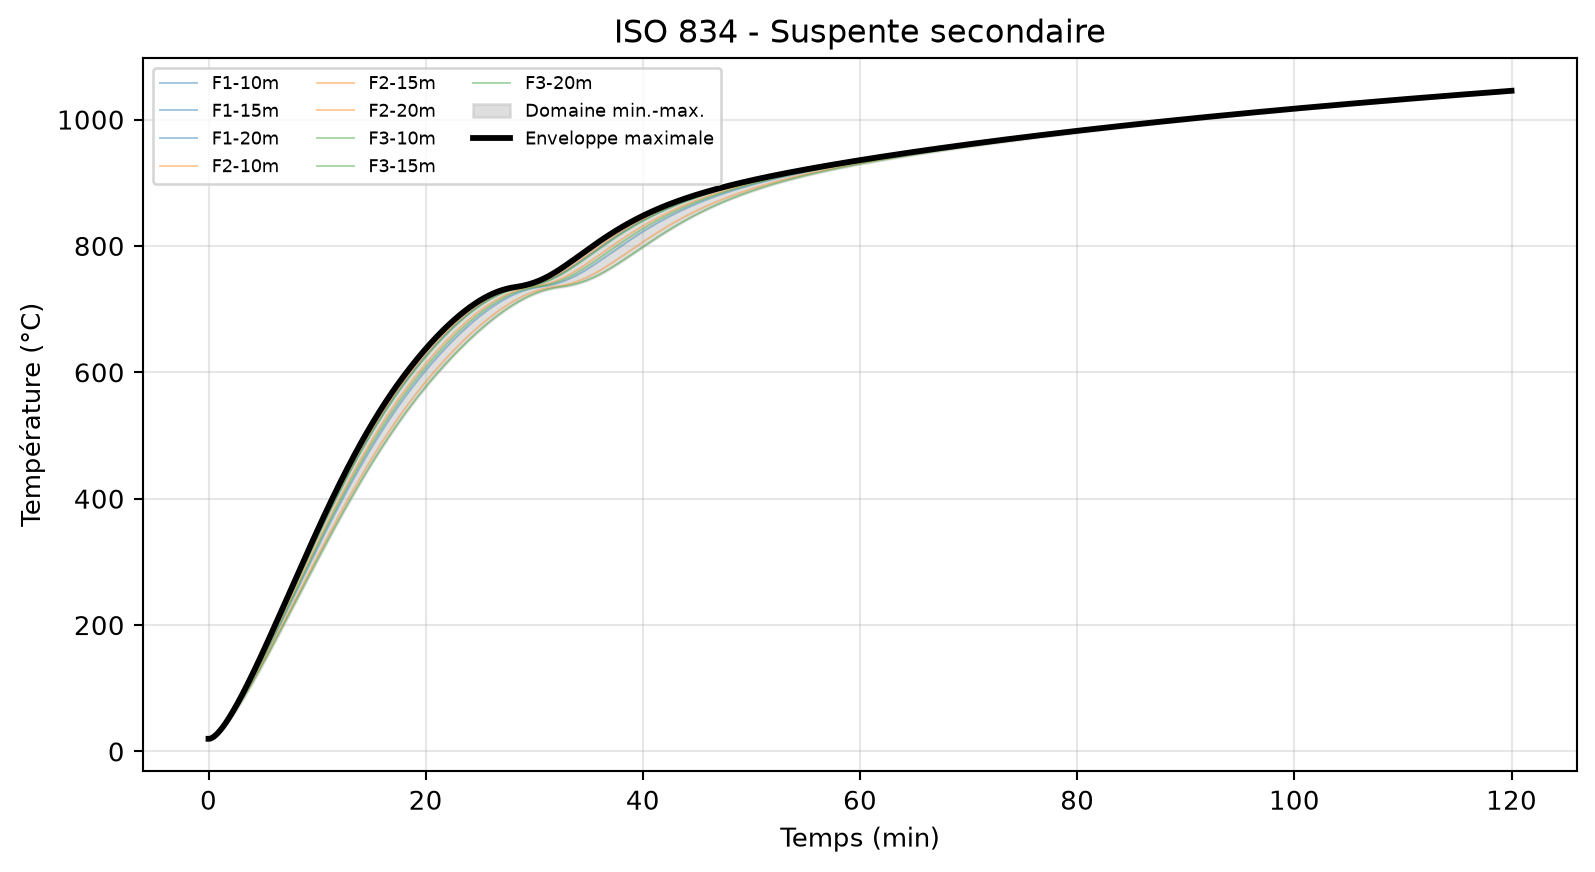 ISO 834 - Suspente secondaire
F1-10m
F1-15m
F1-20m
F2-10m
F2-15m
F2-20m
F3-10m
F3-15m
F3-20m
Domaine min.-max.
Enveloppe maximale
Température (°C)
1000
800
600
400
200
0
0 20 40 60 80 100 120
Temps (min)